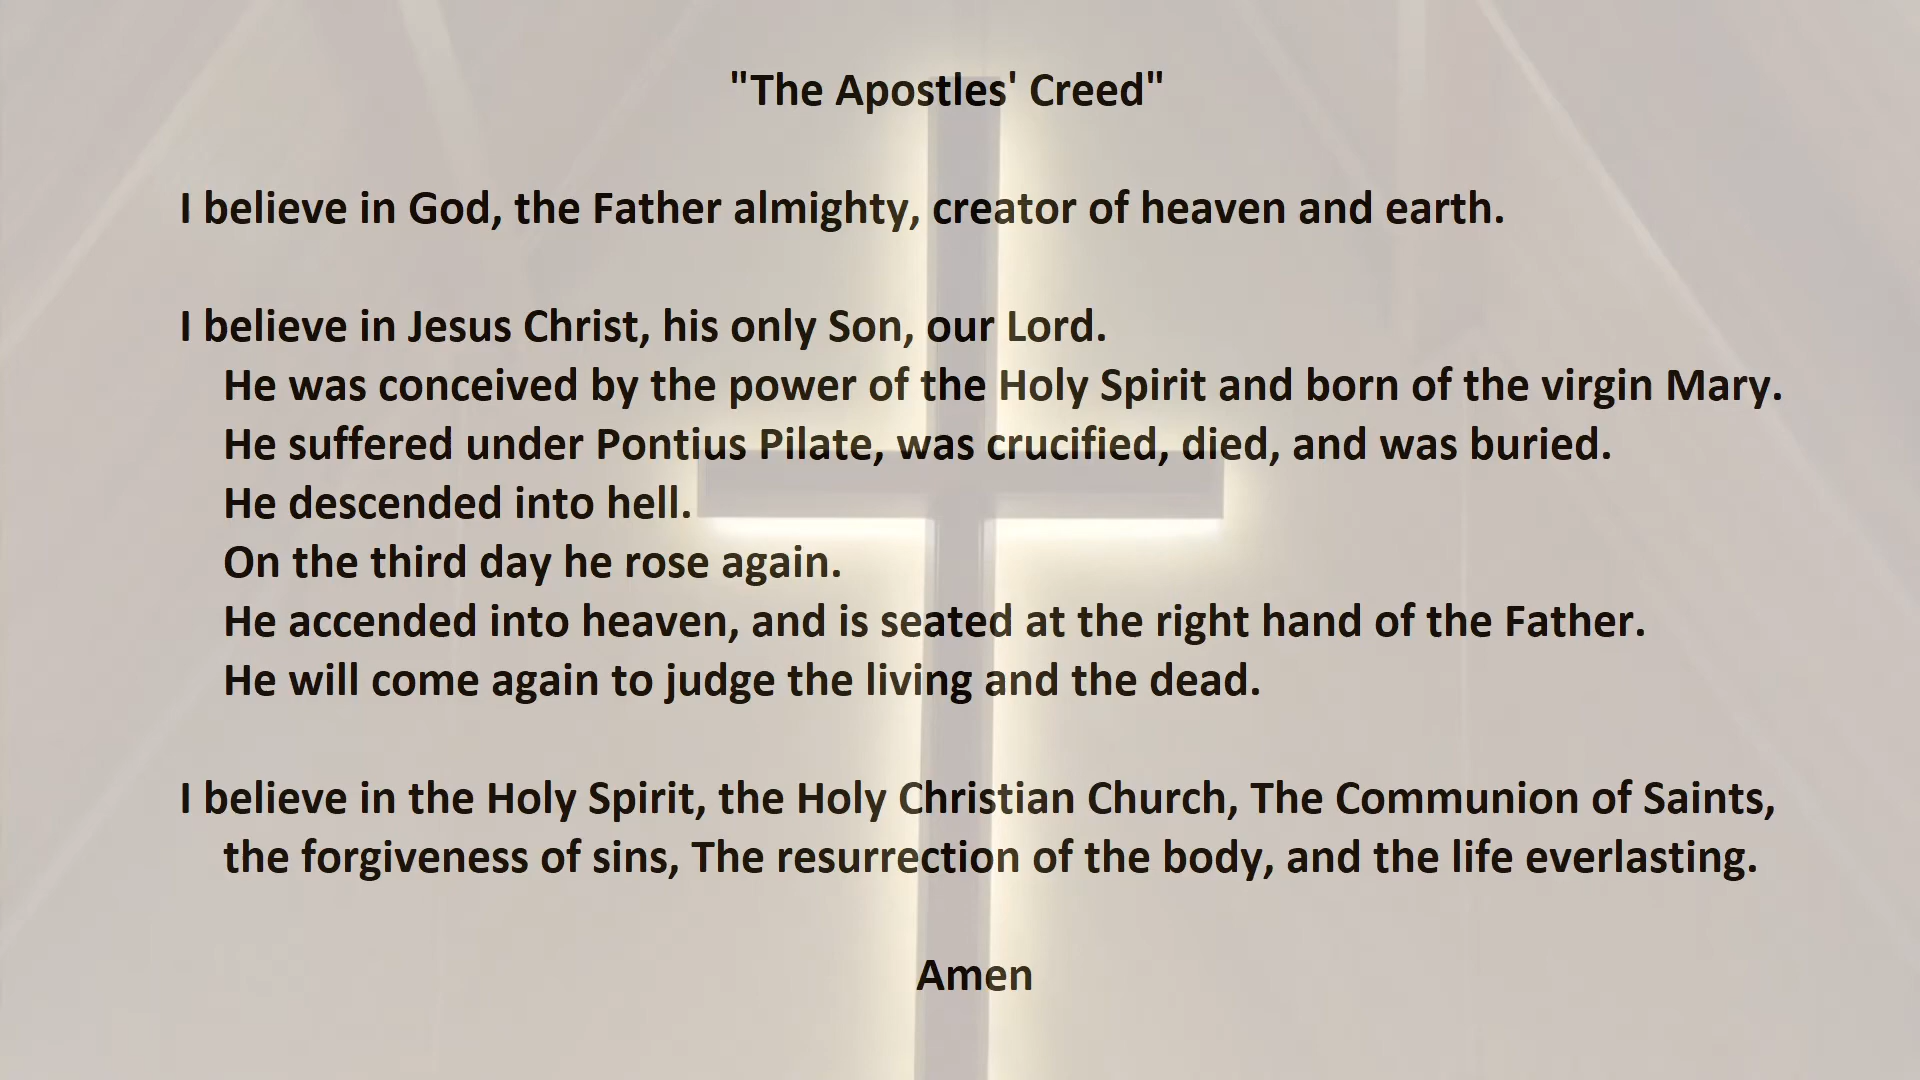 "The Apostles' Creed"
I believe in God, the Father almighty, creator of heaven and earth.
I believe in Jesus Christ, his only Son, our Lord.
He was conceived by the power of the Holy Spirit and born of the virgin Mary.
He suffered under Pontius Pilate, was crucified, died, and was buried.
He descended into hell.
On the third day he rose again.
He accended into heaven, and is seated at the right hand of the Father.
He will come again to judge the living and the dead.
I believe in the Holy Spirit, the Holy Christian Church, The Communion of Saints,
the forgiveness of sins, The resurrection of the body, and the life everlasting.
Amen